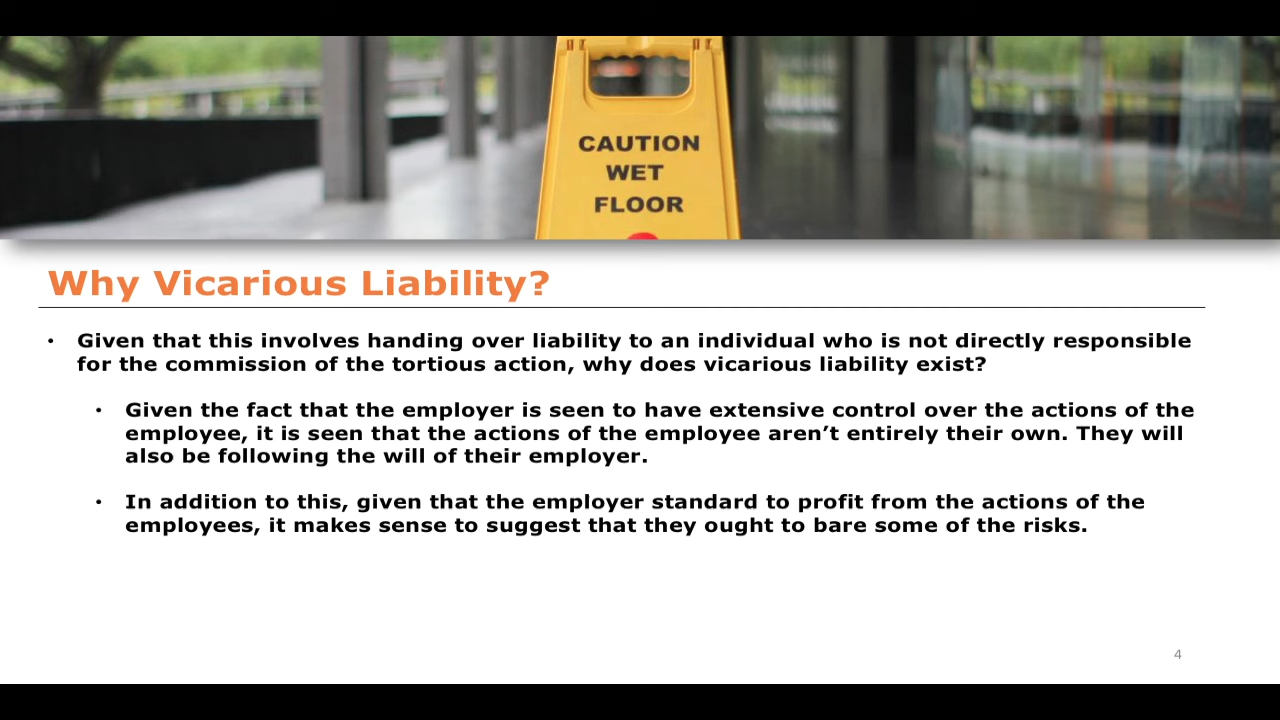 CAUTION
WET
FLOOR
Why Vicarious Liability?
• Given that this involves handing over liability to an individual who is not directly responsible
for the commission of the tortious action, why does vicarious liability exist?
• Given the fact that the employer is seen to have extensive control over the actions of the
employee, it is seen that the actions of the employee aren’t entirely their own. They will
also be following the will of their employer.
• In addition to this, given that the employer standard to profit from the actions of the
employees, it makes sense to suggest that they ought to bare some of the risks.
4